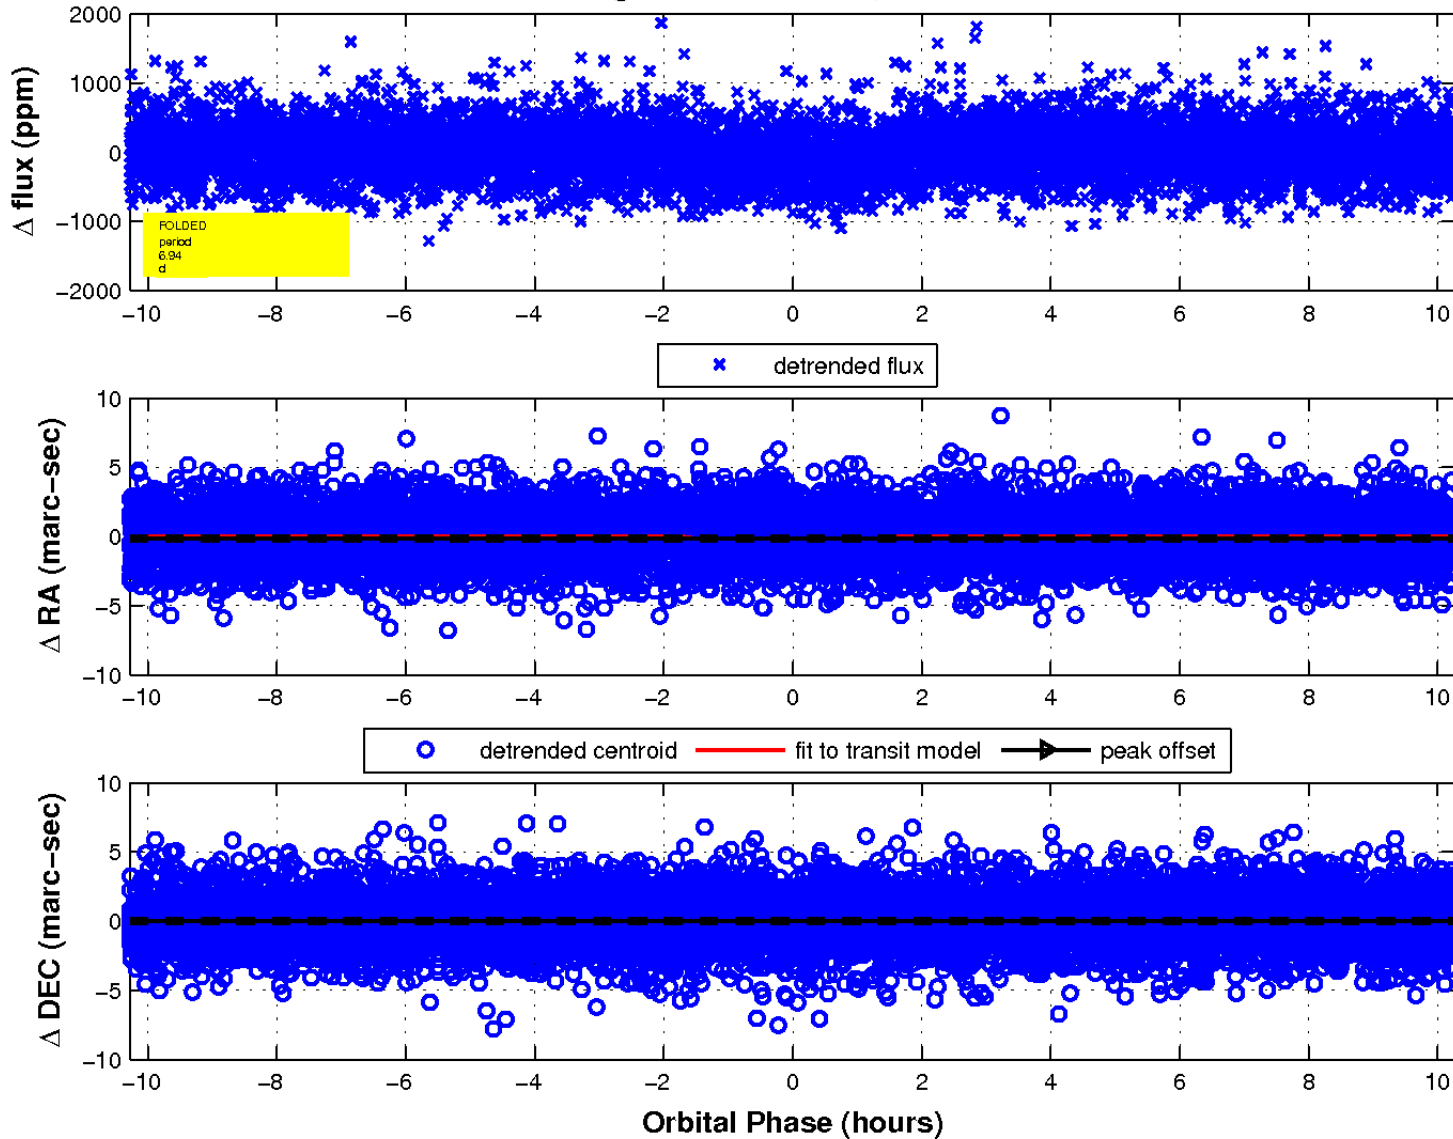 2000
1000
0
−1000
−2000
Δ flux (ppm)
FOLDED
period
6.94
d
−10 −8 −6 −4 −2 0 2 4 6 8 10
detrended flux
10
5
0
−5
−10
Δ RA (marc−sec)
−10 −8 −6 −4 −2 0 2 4 6 8 10
detrended centroid fit to transit model peak offset
10
5
0
−5
−10
Δ DEC (marc−sec)
−10 −8 −6 −4 −2 0 2 4 6 8 10
Orbital Phase (hours)